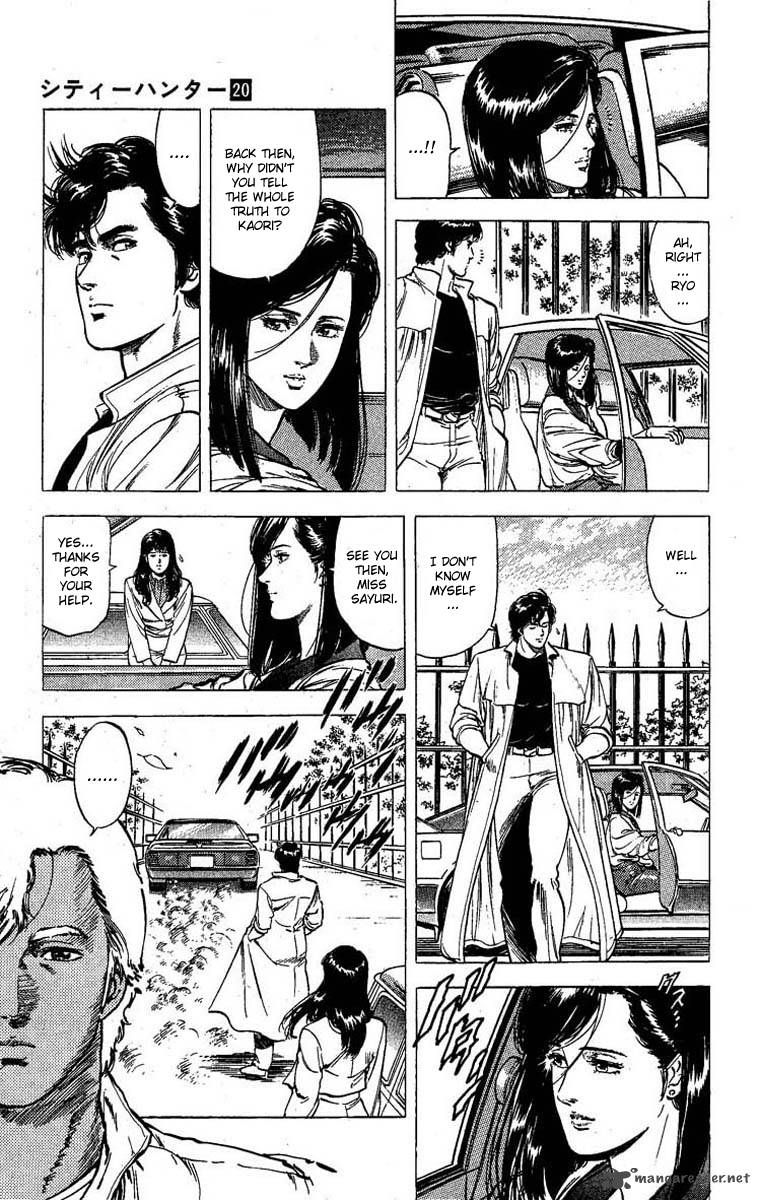 シティーハンター20
...!!
AH,
RIGHT
...
RYO
...
BACK THEN,
WHY DIDN'T
YOU TELL
THE WHOLE
TRUTH TO
KAORI?
....
WELL
...
I DON'T
KNOW
MYSELF
...
SEE YOU
THEN,
MISS
SAYURI.
YES...
THANKS
FOR
YOUR
HELP.
......
mangareader.net